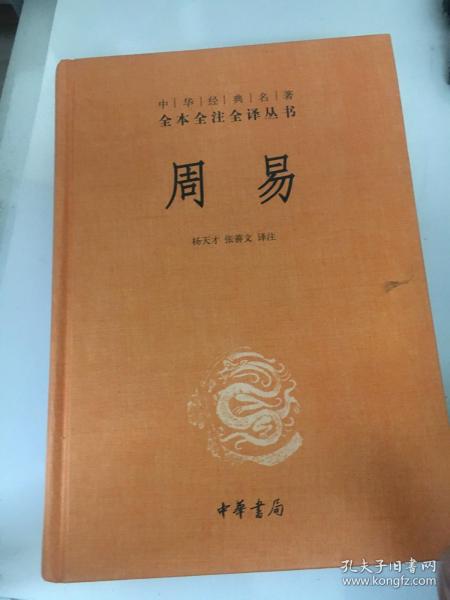 中华经典名著
全本全注全译丛书
周易
杨天才 张善文 译注
中華書局
孔夫子旧书网
www.kongfz.com